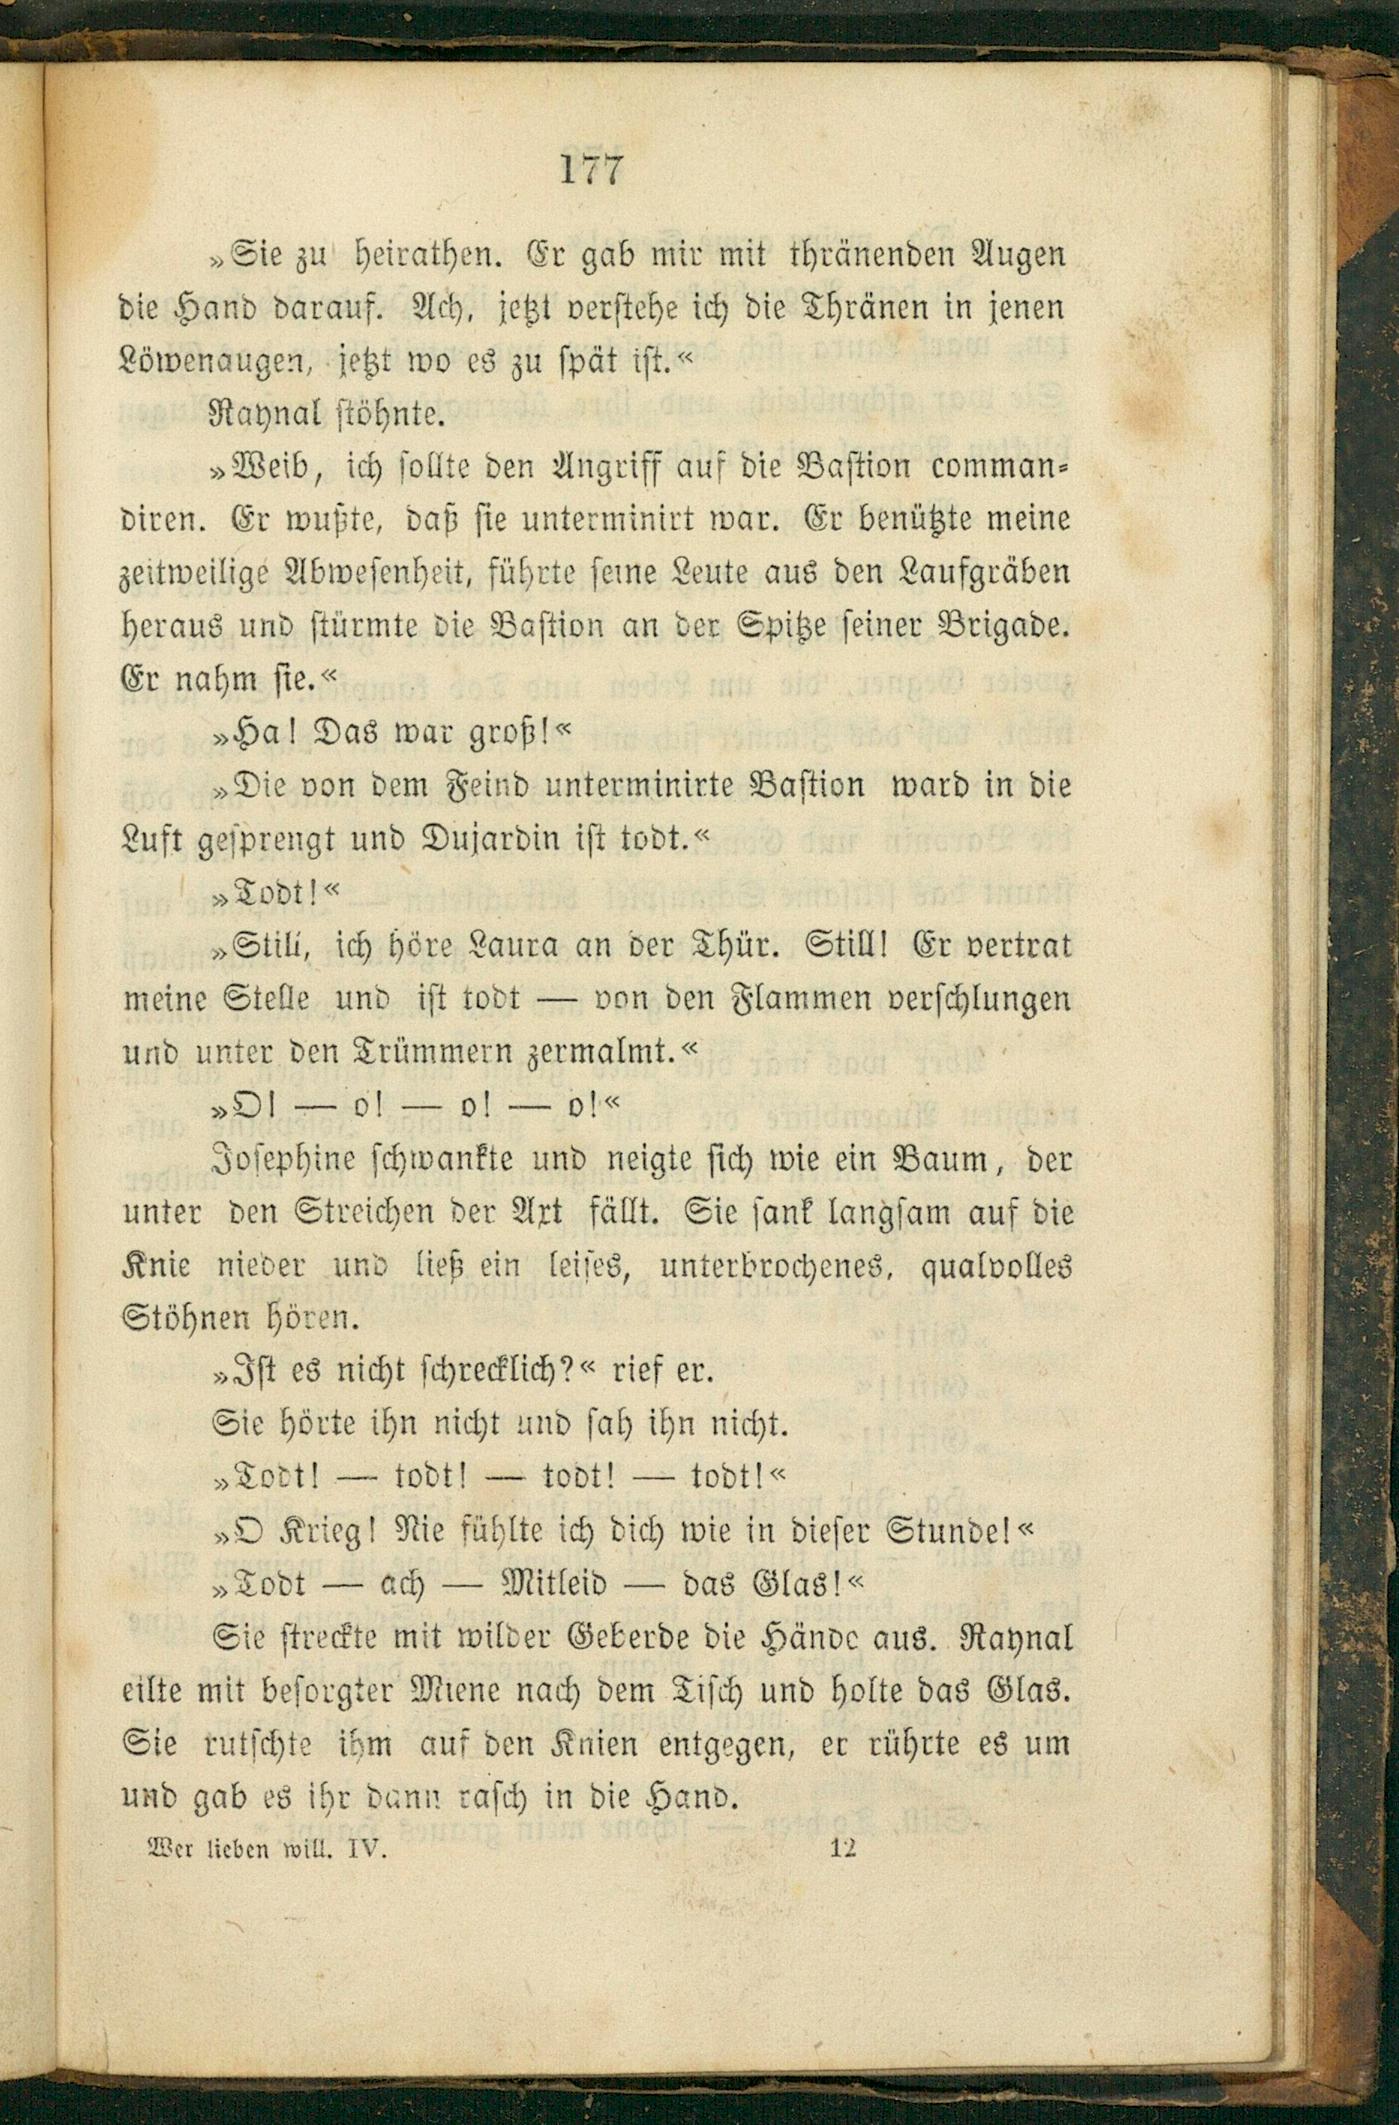 177
»Sie zu heirathen. Er gab mir mit thränenden Augen
die Hand darauf. Ach, jetzt verstehe ich die Thränen in jenen
Löwenaugen, jetzt wo es zu spät ist.«
Raynal stöhnte.
»Weib, ich sollte den Angriff auf die Bastion comman-
diren. Er wußte, daß sie unterminirt war. Er benützte meine
zeitweilige Abwesenheit, führte seine Leute aus den Laufgräben
heraus und stürmte die Bastion an der Spitze seiner Brigade.
Er nahm sie.«
»Ha! Das war groß!«
»Die von dem Feind unterminirte Bastion ward in die
Luft gesprengt und Dujardin ist todt.«
»Todt!«
»Still, ich höre Laura an der Thür. Still! Er vertrat
meine Stelle und ist todt — von den Flammen verschlungen
und unter den Trümmern zermalmt.«
»O! — o! — o! — o!«
Josephine schwankte und neigte sich wie ein Baum, der
unter den Streichen der Axt fällt. Sie sank langsam auf die
Knie nieder und ließ ein leises, unterbrochenes, qualvolles
Stöhnen hören.
»Ist es nicht schrecklich?« rief er.
Sie hörte ihn nicht und sah ihn nicht.
»Todt! — todt! — todt! — todt!«
»O Krieg! Nie fühlte ich dich wie in dieser Stunde!«
»Todt — ach — Mitleid — das Glas!«
Sie streckte mit wilder Geberde die Hände aus. Raynal
eilte mit besorgter Miene nach dem Tisch und holte das Glas.
Sie rutschte ihm auf den Knien entgegen, er rührte es um
und gab es ihr dann rasch in die Hand.
Wer lieben will. IV. 12